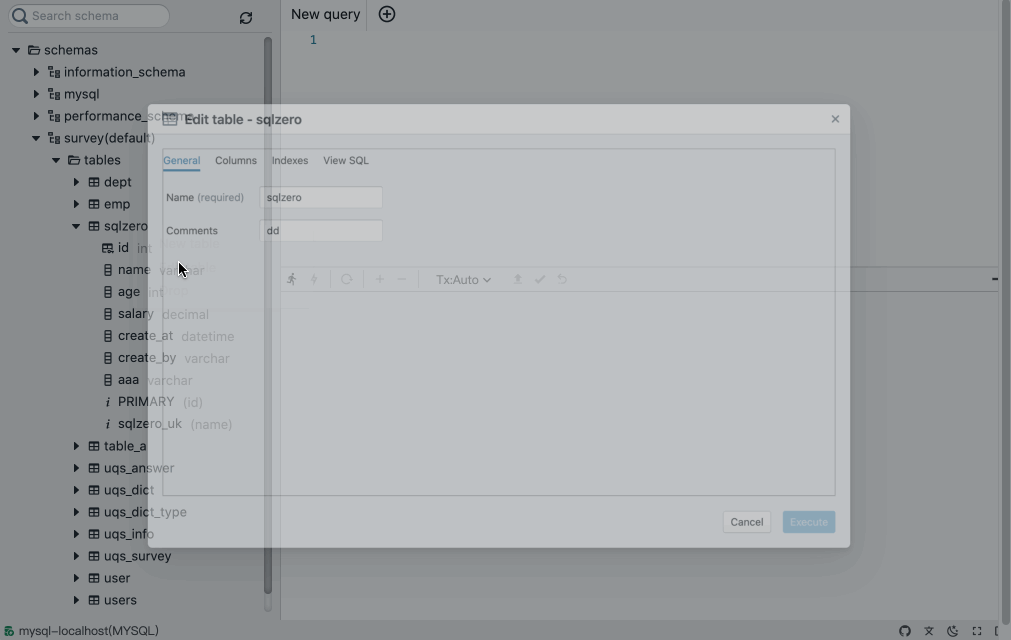 Search schema
New query
1
schemas
information_schema
mysql
performance_schema
survey(default)
tables
dept
emp
sqlzero
id int
name varchar
age int
salary decimal
create_at datetime
create_by varchar
aaa varchar
PRIMARY (id)
sqlzero_uk (name)
table_a
uqs_answer
uqs_dict
uqs_dict_type
uqs_info
uqs_survey
user
users
Edit table - sqlzero
General Columns Indexes View SQL
Name (required) sqlzero
Comments dd
Tx:Auto
Cancel Execute
mysql-localhost(MYSQL)